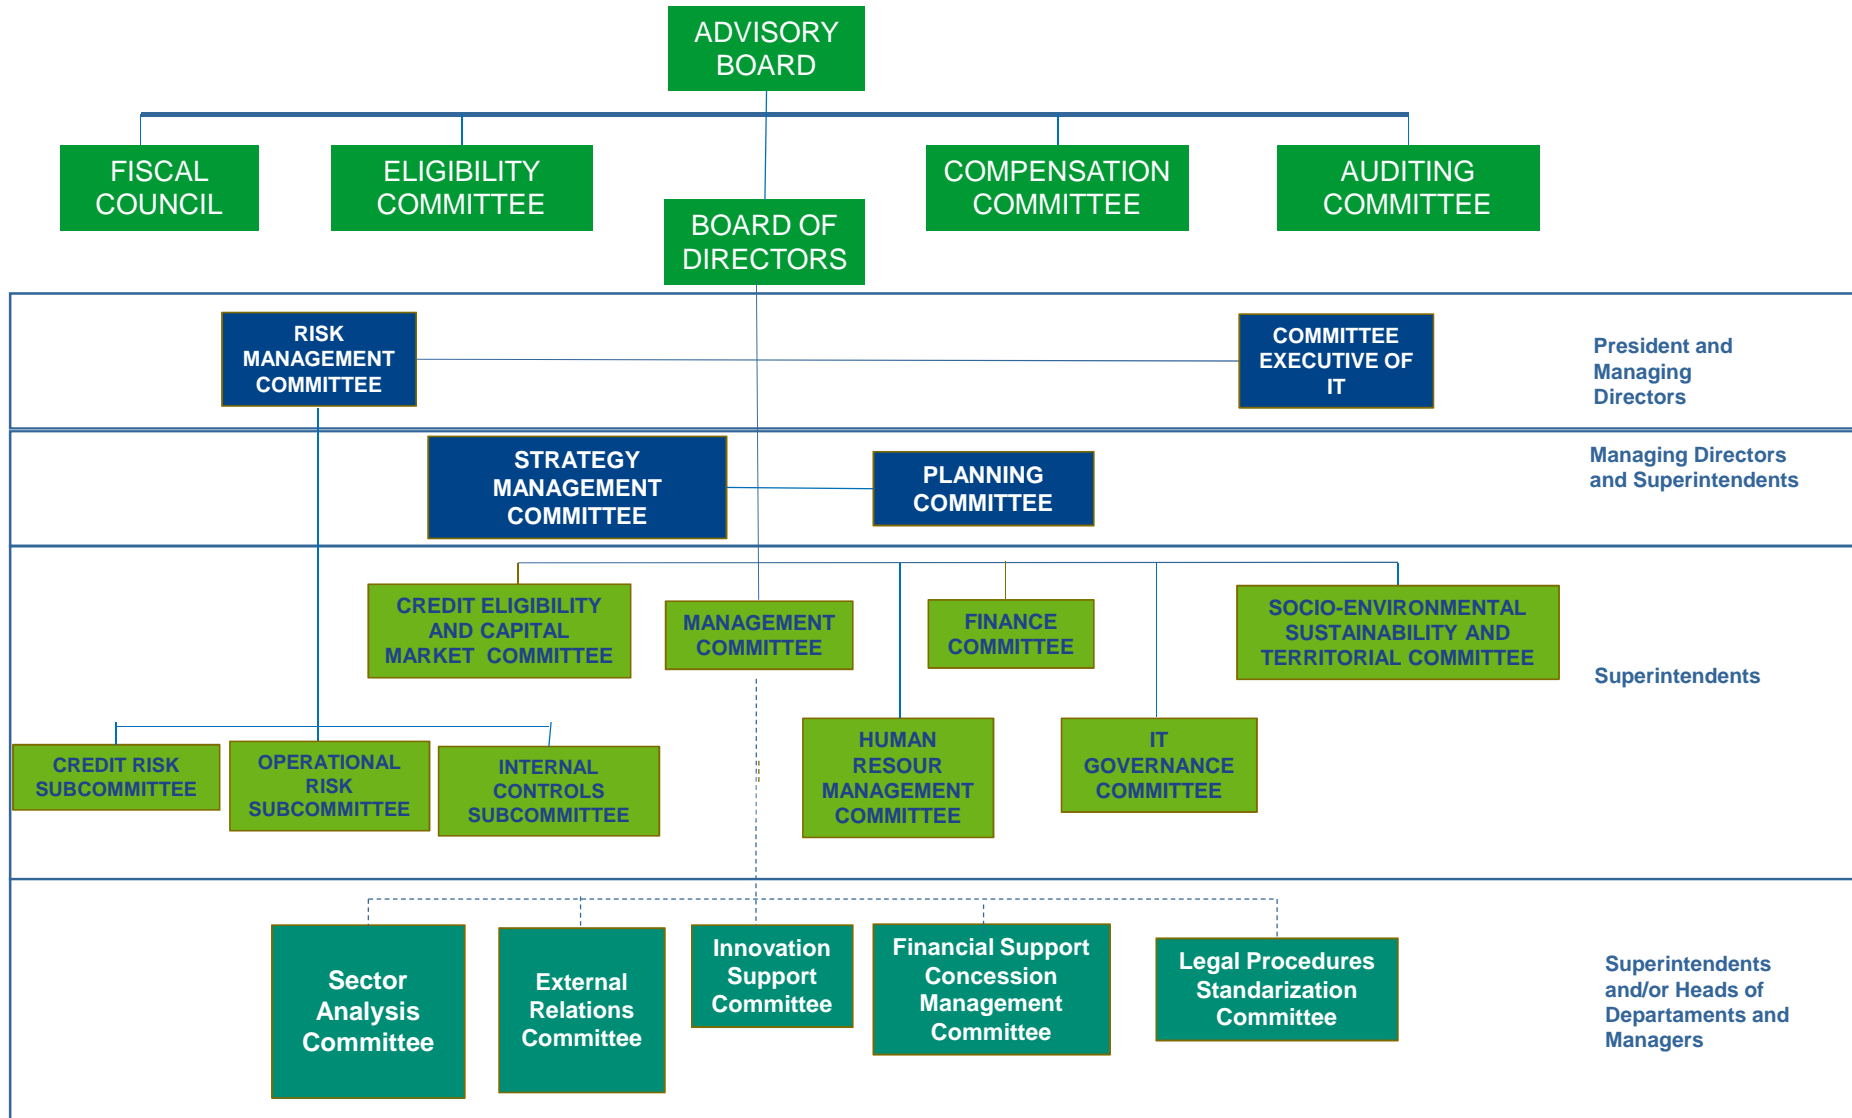 ADVISORY
BOARD
FISCAL
COUNCIL
ELIGIBILITY
COMMITTEE
COMPENSATION
COMMITTEE
AUDITING
COMMITTEE
BOARD OF
DIRECTORS
RISK
MANAGEMENT
COMMITTEE
COMMITTEE
EXECUTIVE OF
IT
President and
Managing
Directors
STRATEGY
MANAGEMENT
COMMITTEE
PLANNING
COMMITTEE
Managing Directors
and Superintendents
CREDIT ELIGIBILITY
AND CAPITAL
MARKET COMMITTEE
MANAGEMENT
COMMITTEE
FINANCE
COMMITTEE
SOCIO-ENVIRONMENTAL
SUSTAINABILITY AND
TERRITORIAL COMMITTEE
Superintendents
CREDIT RISK
SUBCOMMITTEE
OPERATIONAL
RISK
SUBCOMMITTEE
INTERNAL
CONTROLS
SUBCOMMITTEE
HUMAN
RESOUR
MANAGEMENT
COMMITTEE
IT
GOVERNANCE
COMMITTEE
Sector
Analysis
Committee
External
Relations
Committee
Innovation
Support
Committee
Financial Support
Concession
Management
Committee
Legal Procedures
Standarization
Committee
Superintendents
and/or Heads of
Departaments and
Managers